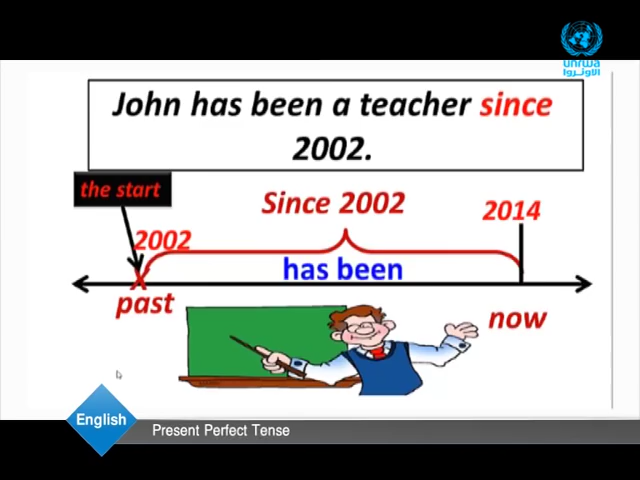 unrwa
الأونروا
John has been a teacher since
2002.
the start
Since 2002
2014
2002
has been
past
now
English
Present Perfect Tense